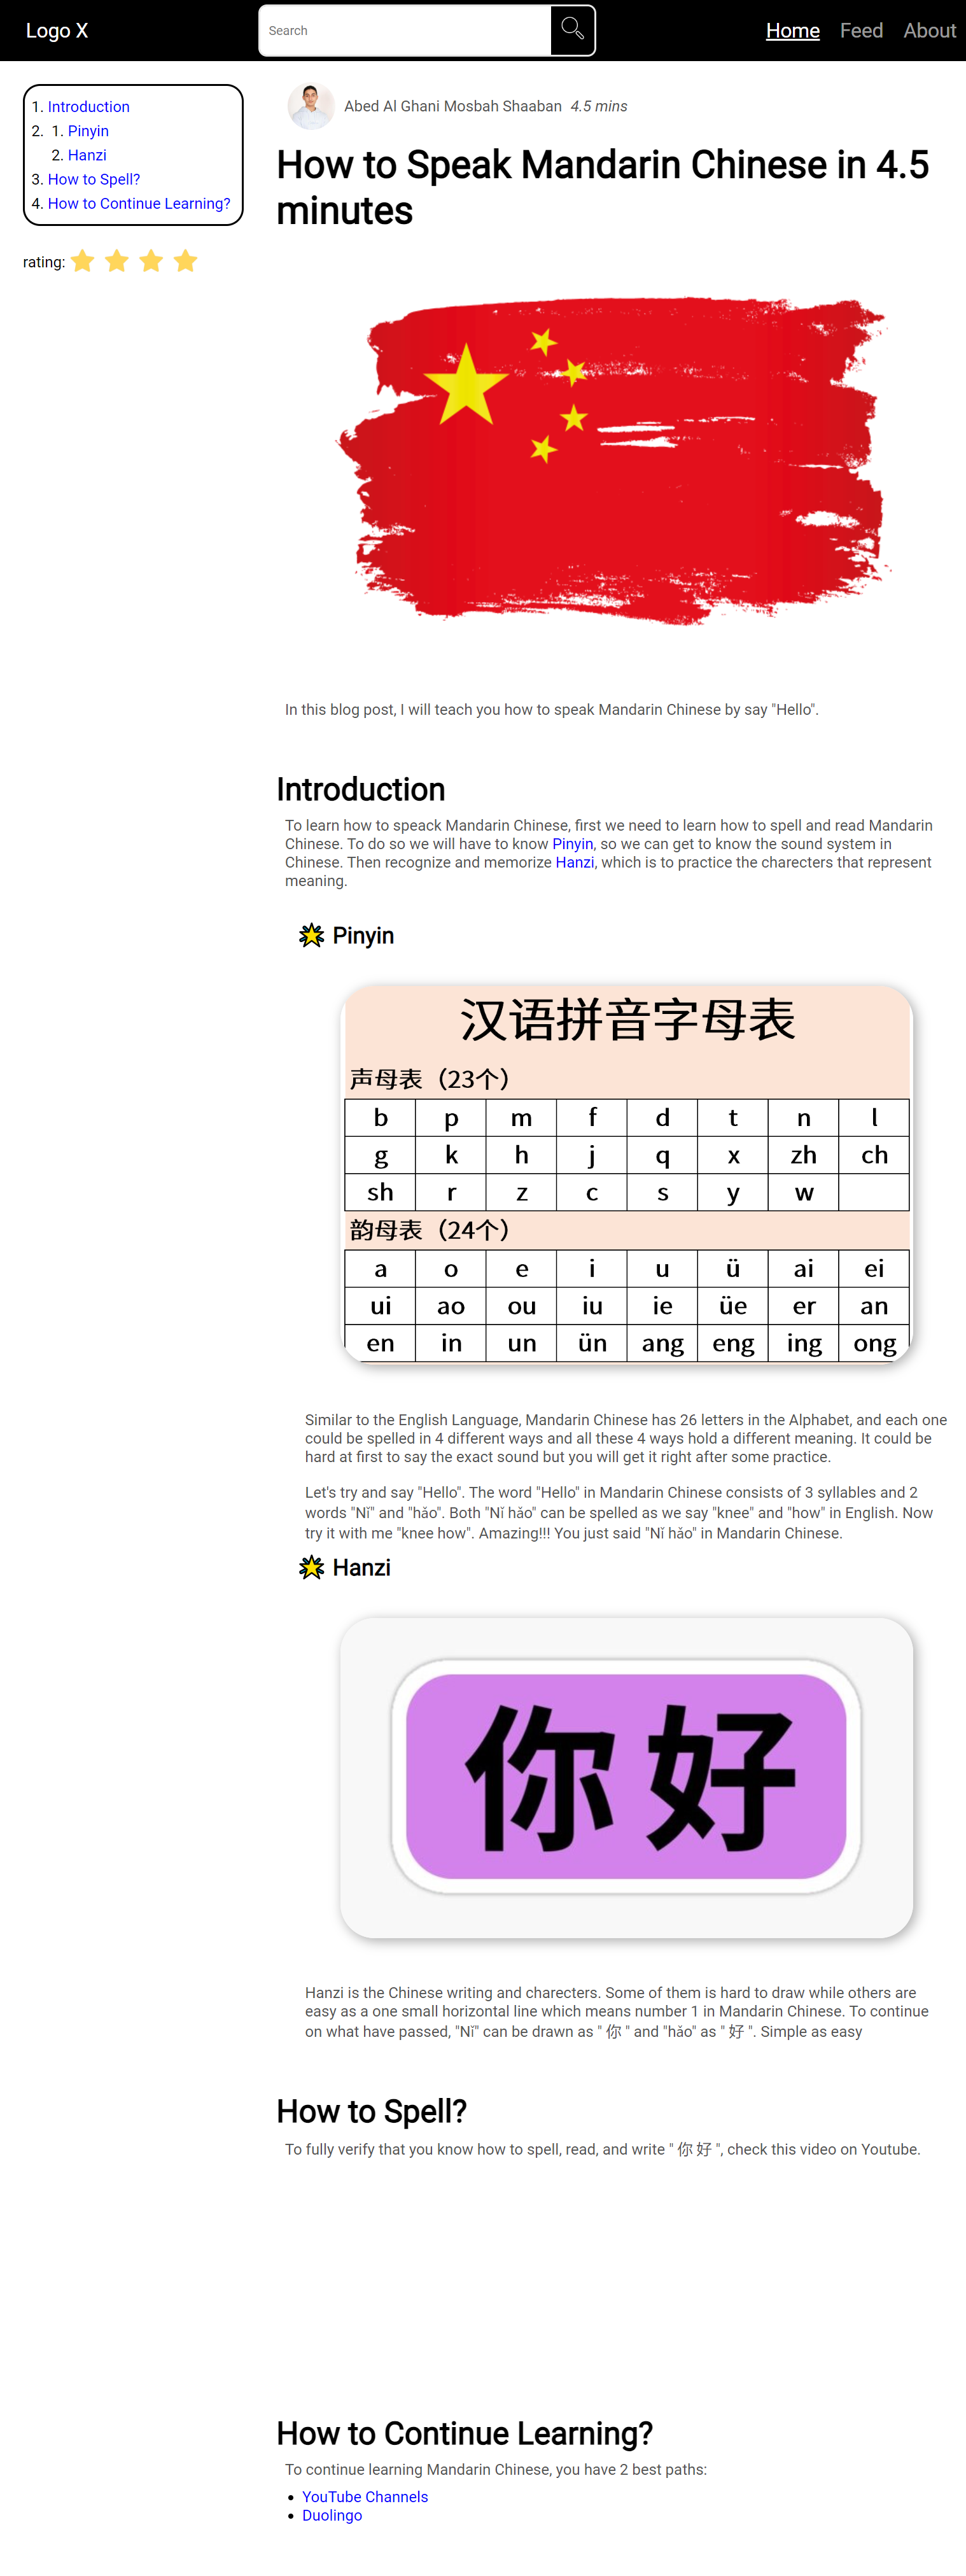 Logo X
Search
Home Feed About
1. Introduction
2. 1. Pinyin
2. Hanzi
3. How to Spell?
4. How to Continue Learning?
rating:
Abed Al Ghani Mosbah Shaaban 4.5 mins
How to Speak Mandarin Chinese in 4.5
minutes
In this blog post, I will teach you how to speak Mandarin Chinese by say "Hello".
Introduction
To learn how to speack Mandarin Chinese, first we need to learn how to spell and read Mandarin
Chinese. To do so we will have to know Pinyin, so we can get to know the sound system in
Chinese. Then recognize and memorize Hanzi, which is to practice the charecters that represent
meaning.
Pinyin
汉语拼音字母表
声母表（23个）
b p m f d t n l
g k h j q x zh ch
sh r z c s y w
韵母表（24个）
a o e i u ü ai ei
ui ao ou iu ie üe er an
en in un ün ang eng ing ong
Similar to the English Language, Mandarin Chinese has 26 letters in the Alphabet, and each one
could be spelled in 4 different ways and all these 4 ways hold a different meaning. It could be
hard at first to say the exact sound but you will get it right after some practice.
Let's try and say "Hello". The word "Hello" in Mandarin Chinese consists of 3 syllables and 2
words "Nǐ" and "hǎo". Both "Nǐ hǎo" can be spelled as we say "knee" and "how" in English. Now
try it with me "knee how". Amazing!!! You just said "Nǐ hǎo" in Mandarin Chinese.
Hanzi
你好
Hanzi is the Chinese writing and charecters. Some of them is hard to draw while others are
easy as a one small horizontal line which means number 1 in Mandarin Chinese. To continue
on what have passed, "Nǐ" can be drawn as " 你 " and "hǎo" as " 好 ". Simple as easy
How to Spell?
To fully verify that you know how to spell, read, and write " 你 好 ", check this video on Youtube.
How to Continue Learning?
To continue learning Mandarin Chinese, you have 2 best paths:
• YouTube Channels
• Duolingo